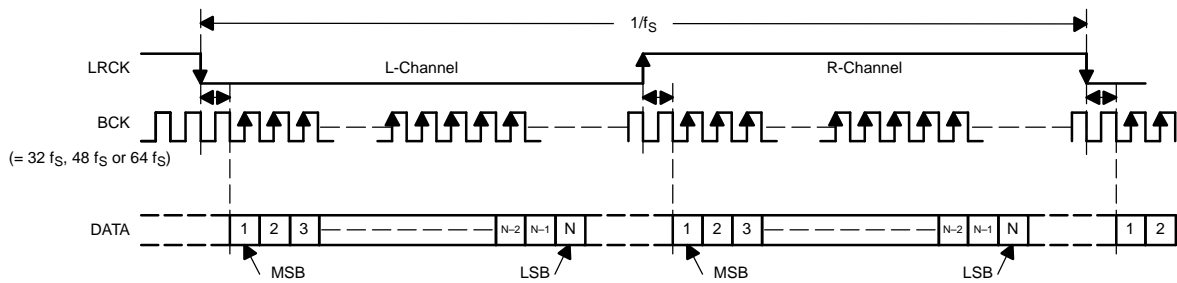 1/fS
LRCK
L-Channel
R-Channel
BCK
(= 32 fS, 48 fS or 64 fS)
DATA
1 2 3 N–2 N–1 N 1 2 3 N–2 N–1 N 1 2
MSB LSB MSB LSB